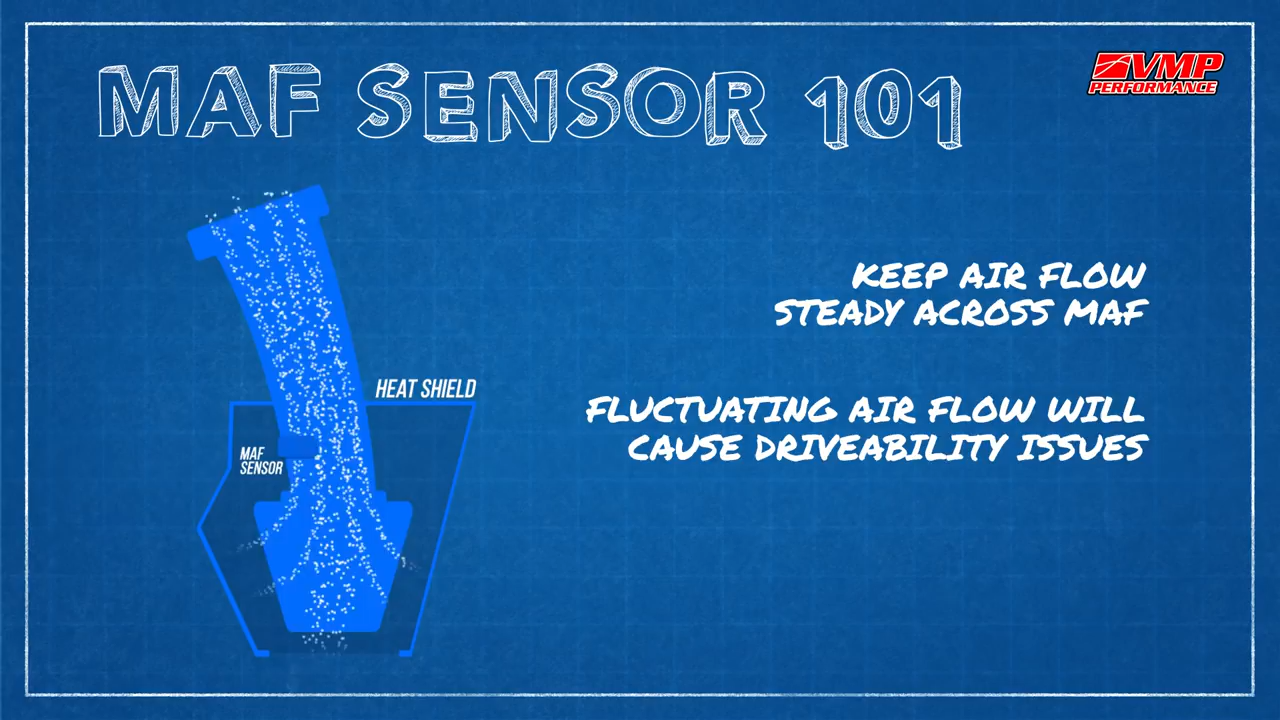 MAF SENSOR 101
VMP
PERFORMANCE
KEEP AIR FLOW
STEADY ACROSS MAF
HEAT SHIELD
FLUCTUATING AIR FLOW WILL
CAUSE DRIVEABILITY ISSUES
MAF
SENSOR